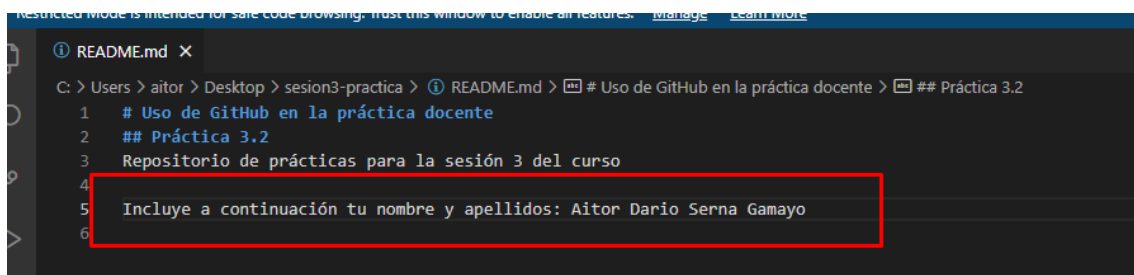 Restricted Mode is intended for safe code browsing. Trust this window to enable all features. Manage Learn More
README.md
C: > Users > aitor > Desktop > sesion3-practica > README.md > # Uso de GitHub en la práctica docente > ## Práctica 3.2
1 # Uso de GitHub en la práctica docente
2 ## Práctica 3.2
3 Repositorio de prácticas para la sesión 3 del curso
4
5 Incluye a continuación tu nombre y apellidos: Aitor Dario Serna Gamayo
6